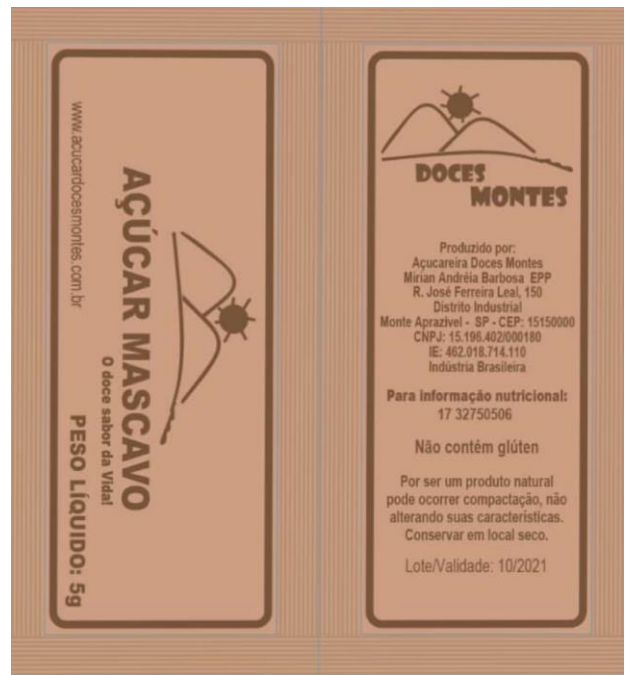 AÇÚCAR MASCAVO
O doce sabor da Vida!
www.acucardocesmontes.com.br
PESO LÍQUIDO: 5g
DOCES
MONTES
Produzido por:
Açucareira Doces Montes
Mirian Andréia Barbosa EPP
R. José Ferreira Leal, 150
Distrito Industrial
Monte Aprazível - SP - CEP: 15150000
CNPJ: 15.196.402/000180
IE: 462.018.714.110
Indústria Brasileira
Para informação nutricional:
17 32750506
Não contém glúten
Por ser um produto natural
pode ocorrer compactação, não
alterando suas características.
Conservar em local seco.
Lote/Validade: 10/2021